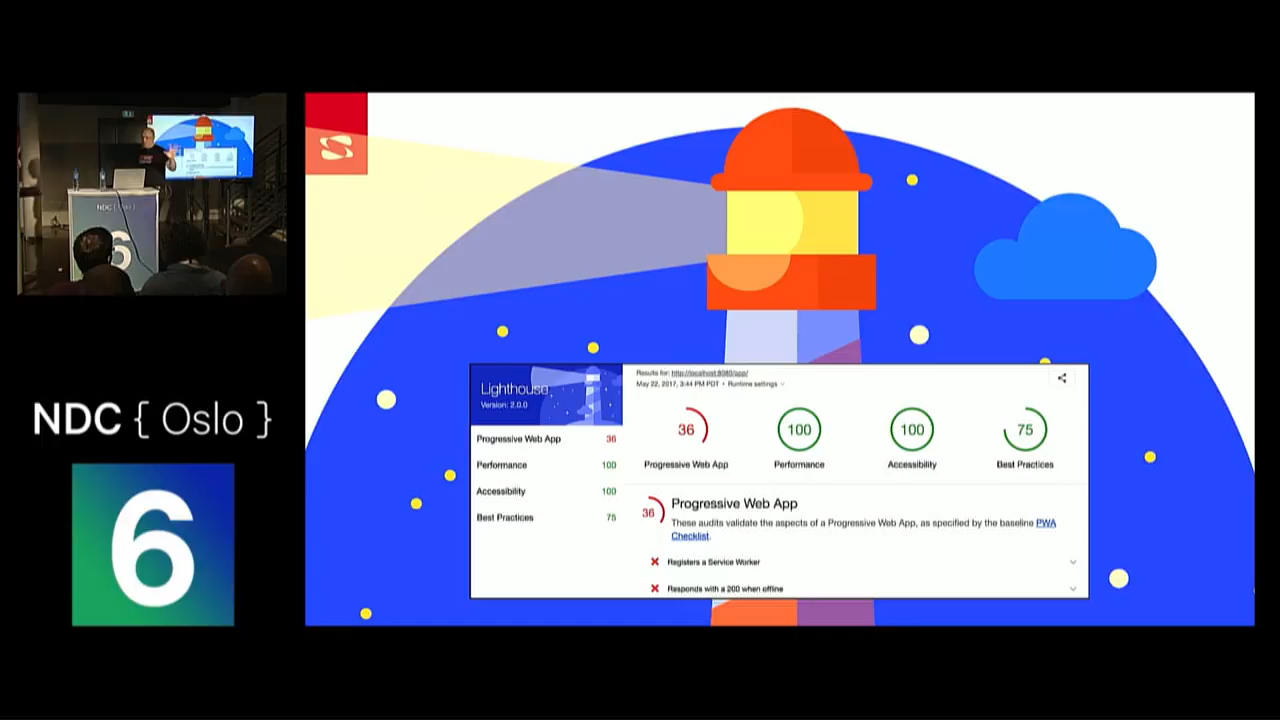 NDC { Oslo }
6
NDC { Oslo }
6
Lighthouse
Version: 2.0.0
Progressive Web App 36
Performance 100
Accessibility 100
Best Practices 75
Results for: http://localhost:8080/app/
May 22, 2017, 3:44 PM PDT • Runtime settings
36 100 100 75
Progressive Web App Performance Accessibility Best Practices
36 Progressive Web App
These audits validate the aspects of a Progressive Web App, as specified by the baseline PWA
Checklist.
Registers a Service Worker
Responds with a 200 when offline